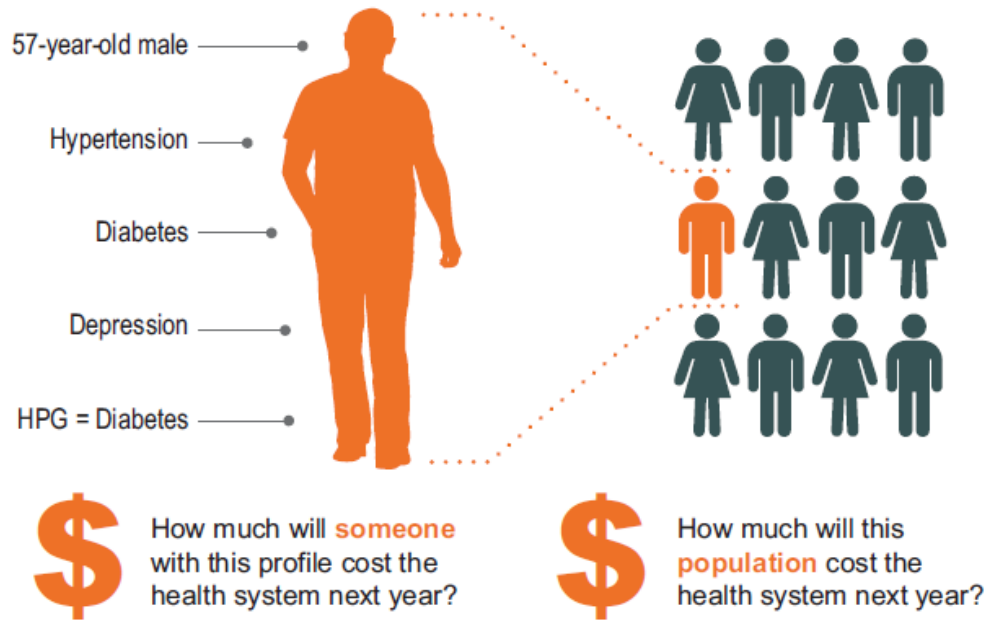 57-year-old male
Hypertension
Diabetes
Depression
HPG = Diabetes
$
How much will someone
with this profile cost the
health system next year?
$
How much will this
population cost the
health system next year?